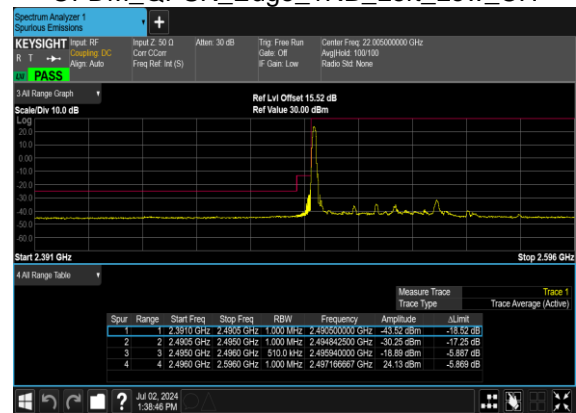 Spectrum Analyzer 1
Spurious Emissions
+
KEYSIGHT Input: RF Input Z: 50 Ω Atten: 30 dB Trig: Free Run Center Freq: 22.005000000 GHz
R T Coupling: DC Corr CCorr Gate: Off Avg|Hold: 100/100
Align: Auto Freq Ref: Int (S) IF Gain: Low Radio Std: None
PASS
3 All Range Graph
Ref Lvl Offset 15.52 dB
Scale/Div 10.0 dB Ref Value 30.00 dBm
Log
20.0
10.0
0.00
-10.0
-20.0
-30.0
-40.0
-50.0
-60.0
Start 2.391 GHz Stop 2.596 GHz
4 All Range Table
Measure Trace Trace 1
Trace Type Trace Average (Active)
Spur Range Start Freq Stop Freq RBW Frequency Amplitude ΔLimit
1 1 2.3910 GHz 2.4905 GHz 1.000 MHz 2.490500000 GHz -43.52 dBm -18.52 dB
2 2 2.4905 GHz 2.4950 GHz 1.000 MHz 2.494842500 GHz -30.25 dBm -17.25 dB
3 3 2.4950 GHz 2.4960 GHz 510.0 kHz 2.495940000 GHz -18.89 dBm -5.887 dB
4 4 2.4960 GHz 2.5960 GHz 1.000 MHz 2.497166667 GHz 24.13 dBm -5.869 dB
?
Jul 02, 2024
1:38:46 PM